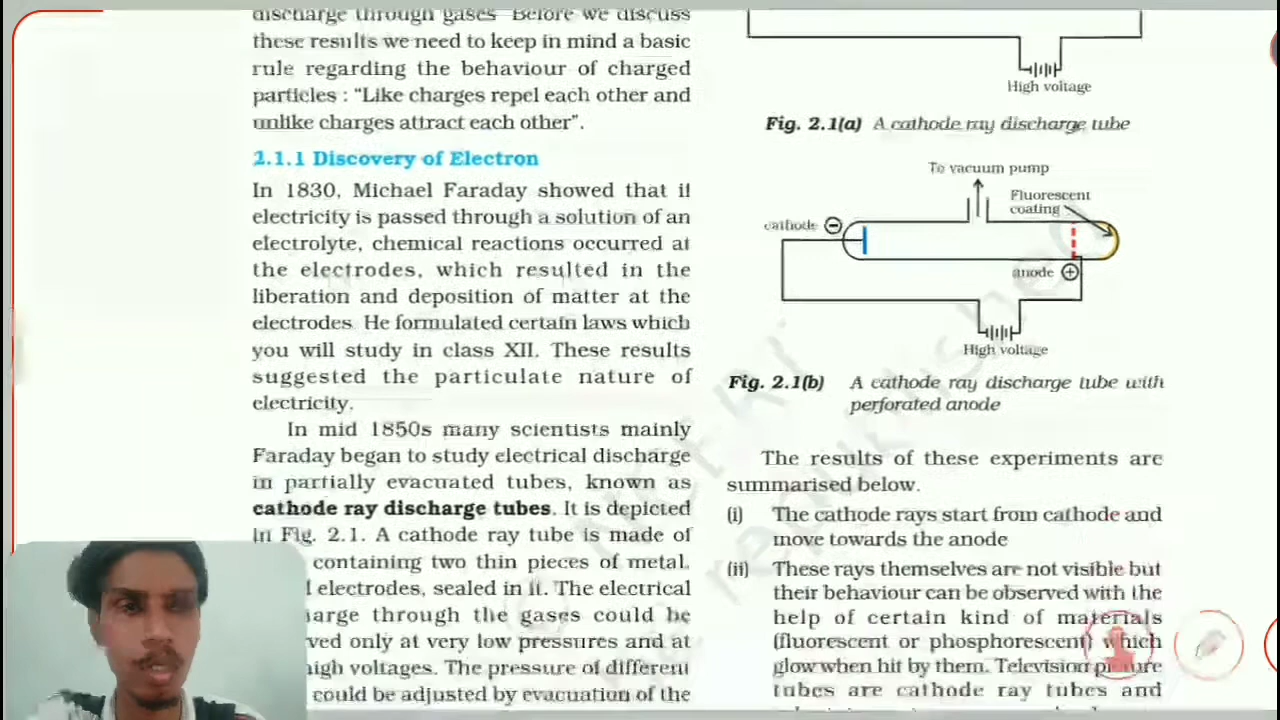 discharge through gases. Before we discuss
these results we need to keep in mind a basic
rule regarding the behaviour of charged
particles : “Like charges repel each other and
unlike charges attract each other”.
2.1.1 Discovery of Electron
In 1830, Michael Faraday showed that if
electricity is passed through a solution of an
electrolyte, chemical reactions occurred at
the electrodes, which resulted in the
liberation and deposition of matter at the
electrodes. He formulated certain laws which
you will study in class XII. These results
suggested the particulate nature of
electricity.
In mid 1850s many scientists mainly
Faraday began to study electrical discharge
in partially evacuated tubes, known as
cathode ray discharge tubes. It is depicted
in Fig. 2.1. A cathode ray tube is made of
containing two thin pieces of metal,
electrodes, sealed in it. The electrical
arge through the gases could be
ved only at very low pressures and at
igh voltages. The pressure of different
could be adjusted by evacuation of the
High voltage
Fig. 2.1(a) A cathode ray discharge tube
To vacuum pump
Fluorescent
coating
cathode −
anode +
High voltage
Fig. 2.1(b) A cathode ray discharge tube with
perforated anode
The results of these experiments are
summarised below.
(i) The cathode rays start from cathode and
move towards the anode
(ii) These rays themselves are not visible but
their behaviour can be observed with the
help of certain kind of materials
(fluorescent or phosphorescent) which
glow when hit by them. Television picture
tubes are cathode ray tubes and